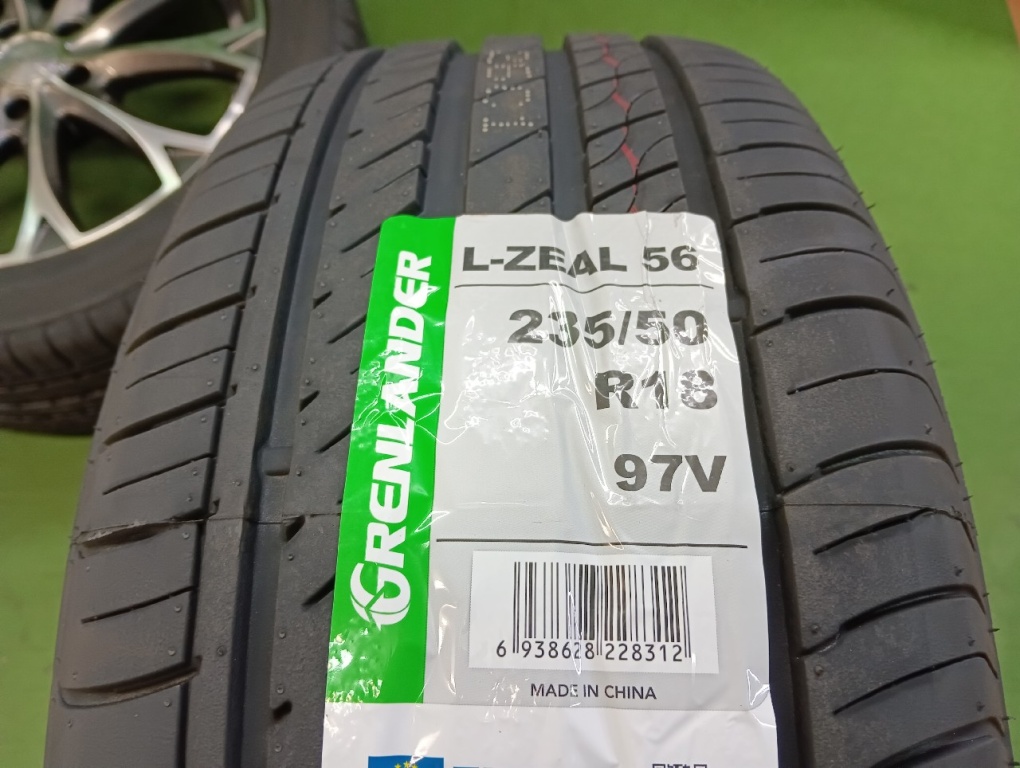 GRENLANDER
L-ZEAL 56
235/50
R18
97V
6 938628 228312
MADE IN CHINA